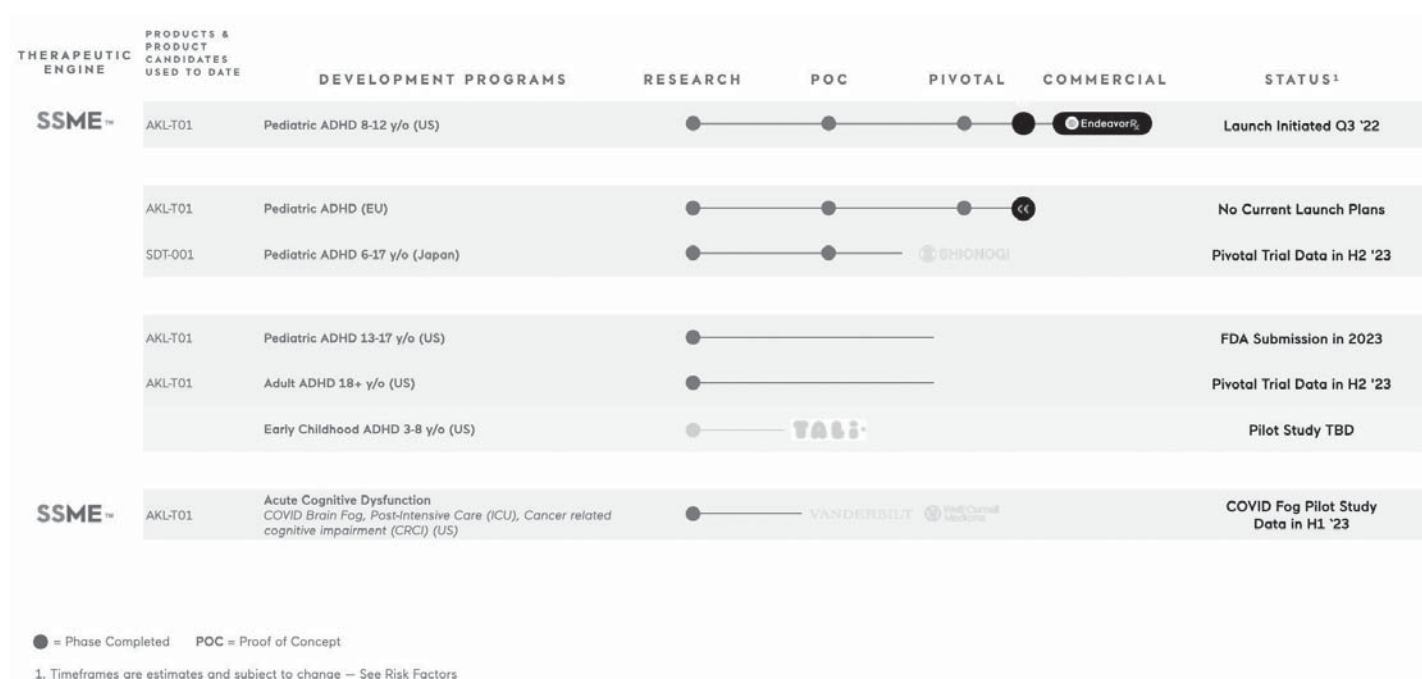 THERAPEUTIC ENGINE
PRODUCTS & PRODUCT CANDIDATES USED TO DATE
DEVELOPMENT PROGRAMS
RESEARCH
POC
PIVOTAL
COMMERCIAL
STATUS¹
SSME™
AKL-T01
Pediatric ADHD 8-12 y/o (US)
EndeavorRx
Launch Initiated Q3 '22
AKL-T01
Pediatric ADHD (EU)
No Current Launch Plans
SDT-001
Pediatric ADHD 6-17 y/o (Japan)
SHIONOGI
Pivotal Trial Data in H2 '23
AKL-T01
Pediatric ADHD 13-17 y/o (US)
FDA Submission in 2023
AKL-T01
Adult ADHD 18+ y/o (US)
Pivotal Trial Data in H2 '23
Early Childhood ADHD 3-8 y/o (US)
TALi
Pilot Study TBD
SSME™
AKL-T01
Acute Cognitive Dysfunction
COVID Brain Fog, Post-Intensive Care (ICU), Cancer related
cognitive impairment (CRCI) (US)
VANDERBILT
Weill Cornell
Medicine
COVID Fog Pilot Study
Data in H1 '23
= Phase Completed POC = Proof of Concept
1. Timeframes are estimates and subject to change — See Risk Factors